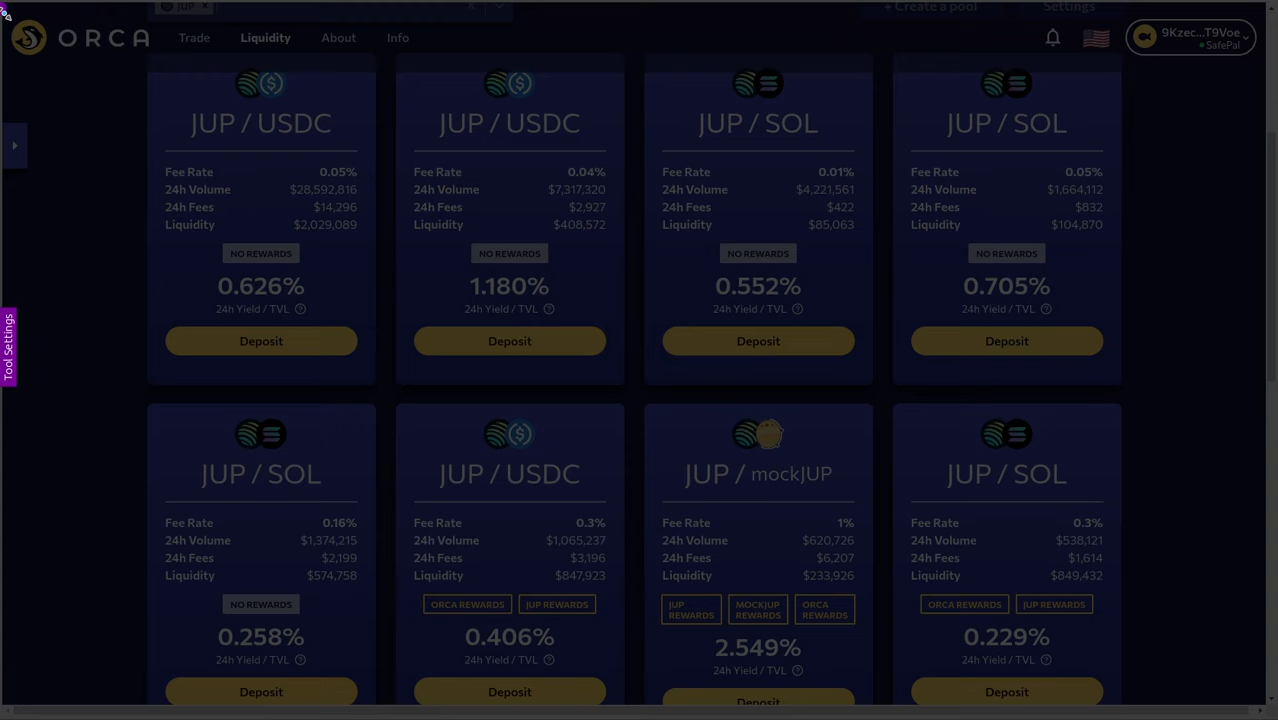 JUP ×
+ Create a pool
Settings
ORCA
Trade
Liquidity
About
Info
9Kzec...T9Voe
SafePal
Tool Settings
JUP / USDC
Fee Rate 0.05%
24h Volume $28,592,816
24h Fees $14,296
Liquidity $2,029,089
NO REWARDS
0.626%
24h Yield / TVL ?
Deposit
JUP / USDC
Fee Rate 0.04%
24h Volume $7,317,320
24h Fees $2,927
Liquidity $408,572
NO REWARDS
1.180%
24h Yield / TVL ?
Deposit
JUP / SOL
Fee Rate 0.01%
24h Volume $4,221,561
24h Fees $422
Liquidity $85,063
NO REWARDS
0.552%
24h Yield / TVL ?
Deposit
JUP / SOL
Fee Rate 0.05%
24h Volume $1,664,112
24h Fees $832
Liquidity $104,870
NO REWARDS
0.705%
24h Yield / TVL ?
Deposit
JUP / SOL
Fee Rate 0.16%
24h Volume $1,374,215
24h Fees $2,199
Liquidity $574,758
NO REWARDS
0.258%
24h Yield / TVL ?
Deposit
JUP / USDC
Fee Rate 0.3%
24h Volume $1,065,237
24h Fees $3,196
Liquidity $847,923
ORCA REWARDS JUP REWARDS
0.406%
24h Yield / TVL ?
Deposit
JUP / mockJUP
Fee Rate 1%
24h Volume $620,726
24h Fees $6,207
Liquidity $233,926
JUP MOCKJUP ORCA
REWARDS REWARDS REWARDS
2.549%
24h Yield / TVL ?
Deposit
JUP / SOL
Fee Rate 0.3%
24h Volume $538,121
24h Fees $1,614
Liquidity $849,432
ORCA REWARDS JUP REWARDS
0.229%
24h Yield / TVL ?
Deposit